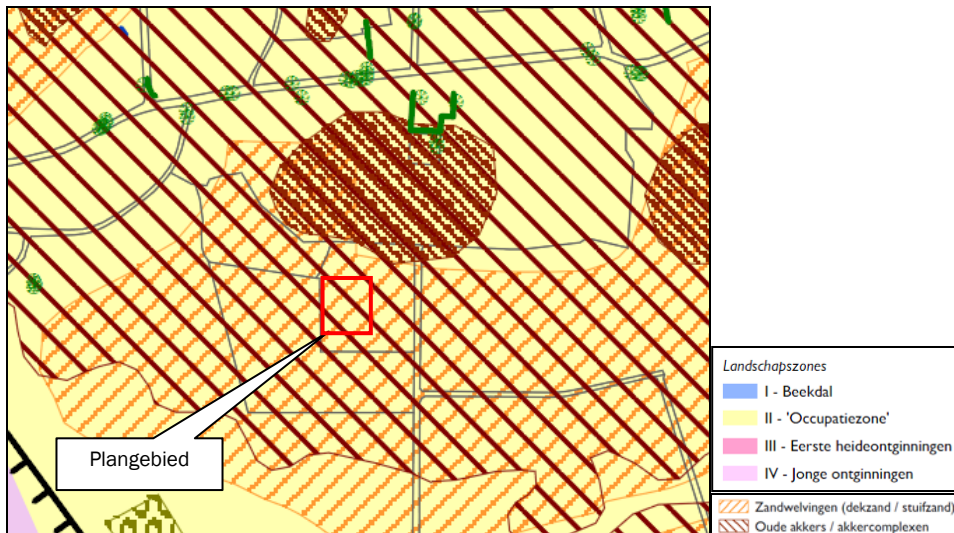 Plangebied
Landschapszones
I - Beekdal
II - 'Occupatiezone'
III - Eerste heideontginningen
IV - Jonge ontginningen
Zandwelvingen (dekzand / stuifzand)
Oude akkers / akkercomplexen